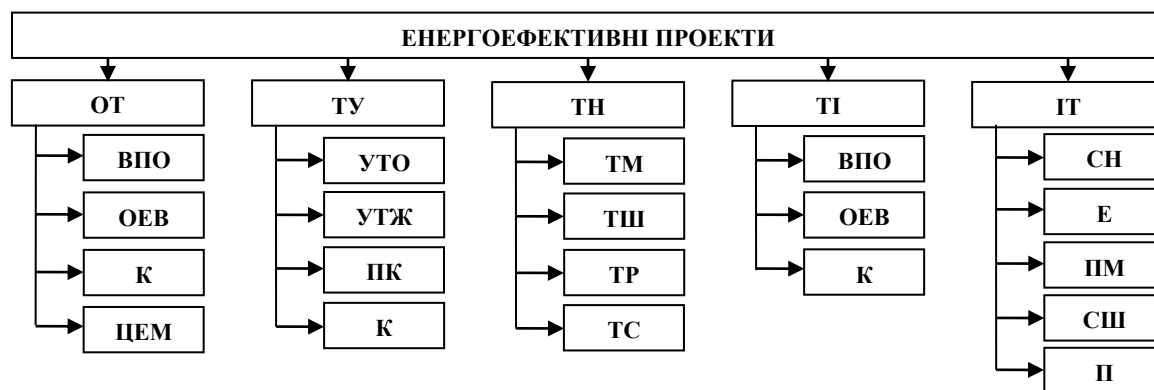 ЕНЕРГОЕФЕКТИВНІ ПРОЕКТИ
ОТ
ВПО
ОЕВ
К
ЦЕМ
ТУ
УТО
УТЖ
ПК
К
ТН
ТМ
ТШ
ТР
ТС
ТІ
ВПО
ОЕВ
К
ІТ
СН
Е
ПМ
СШ
П